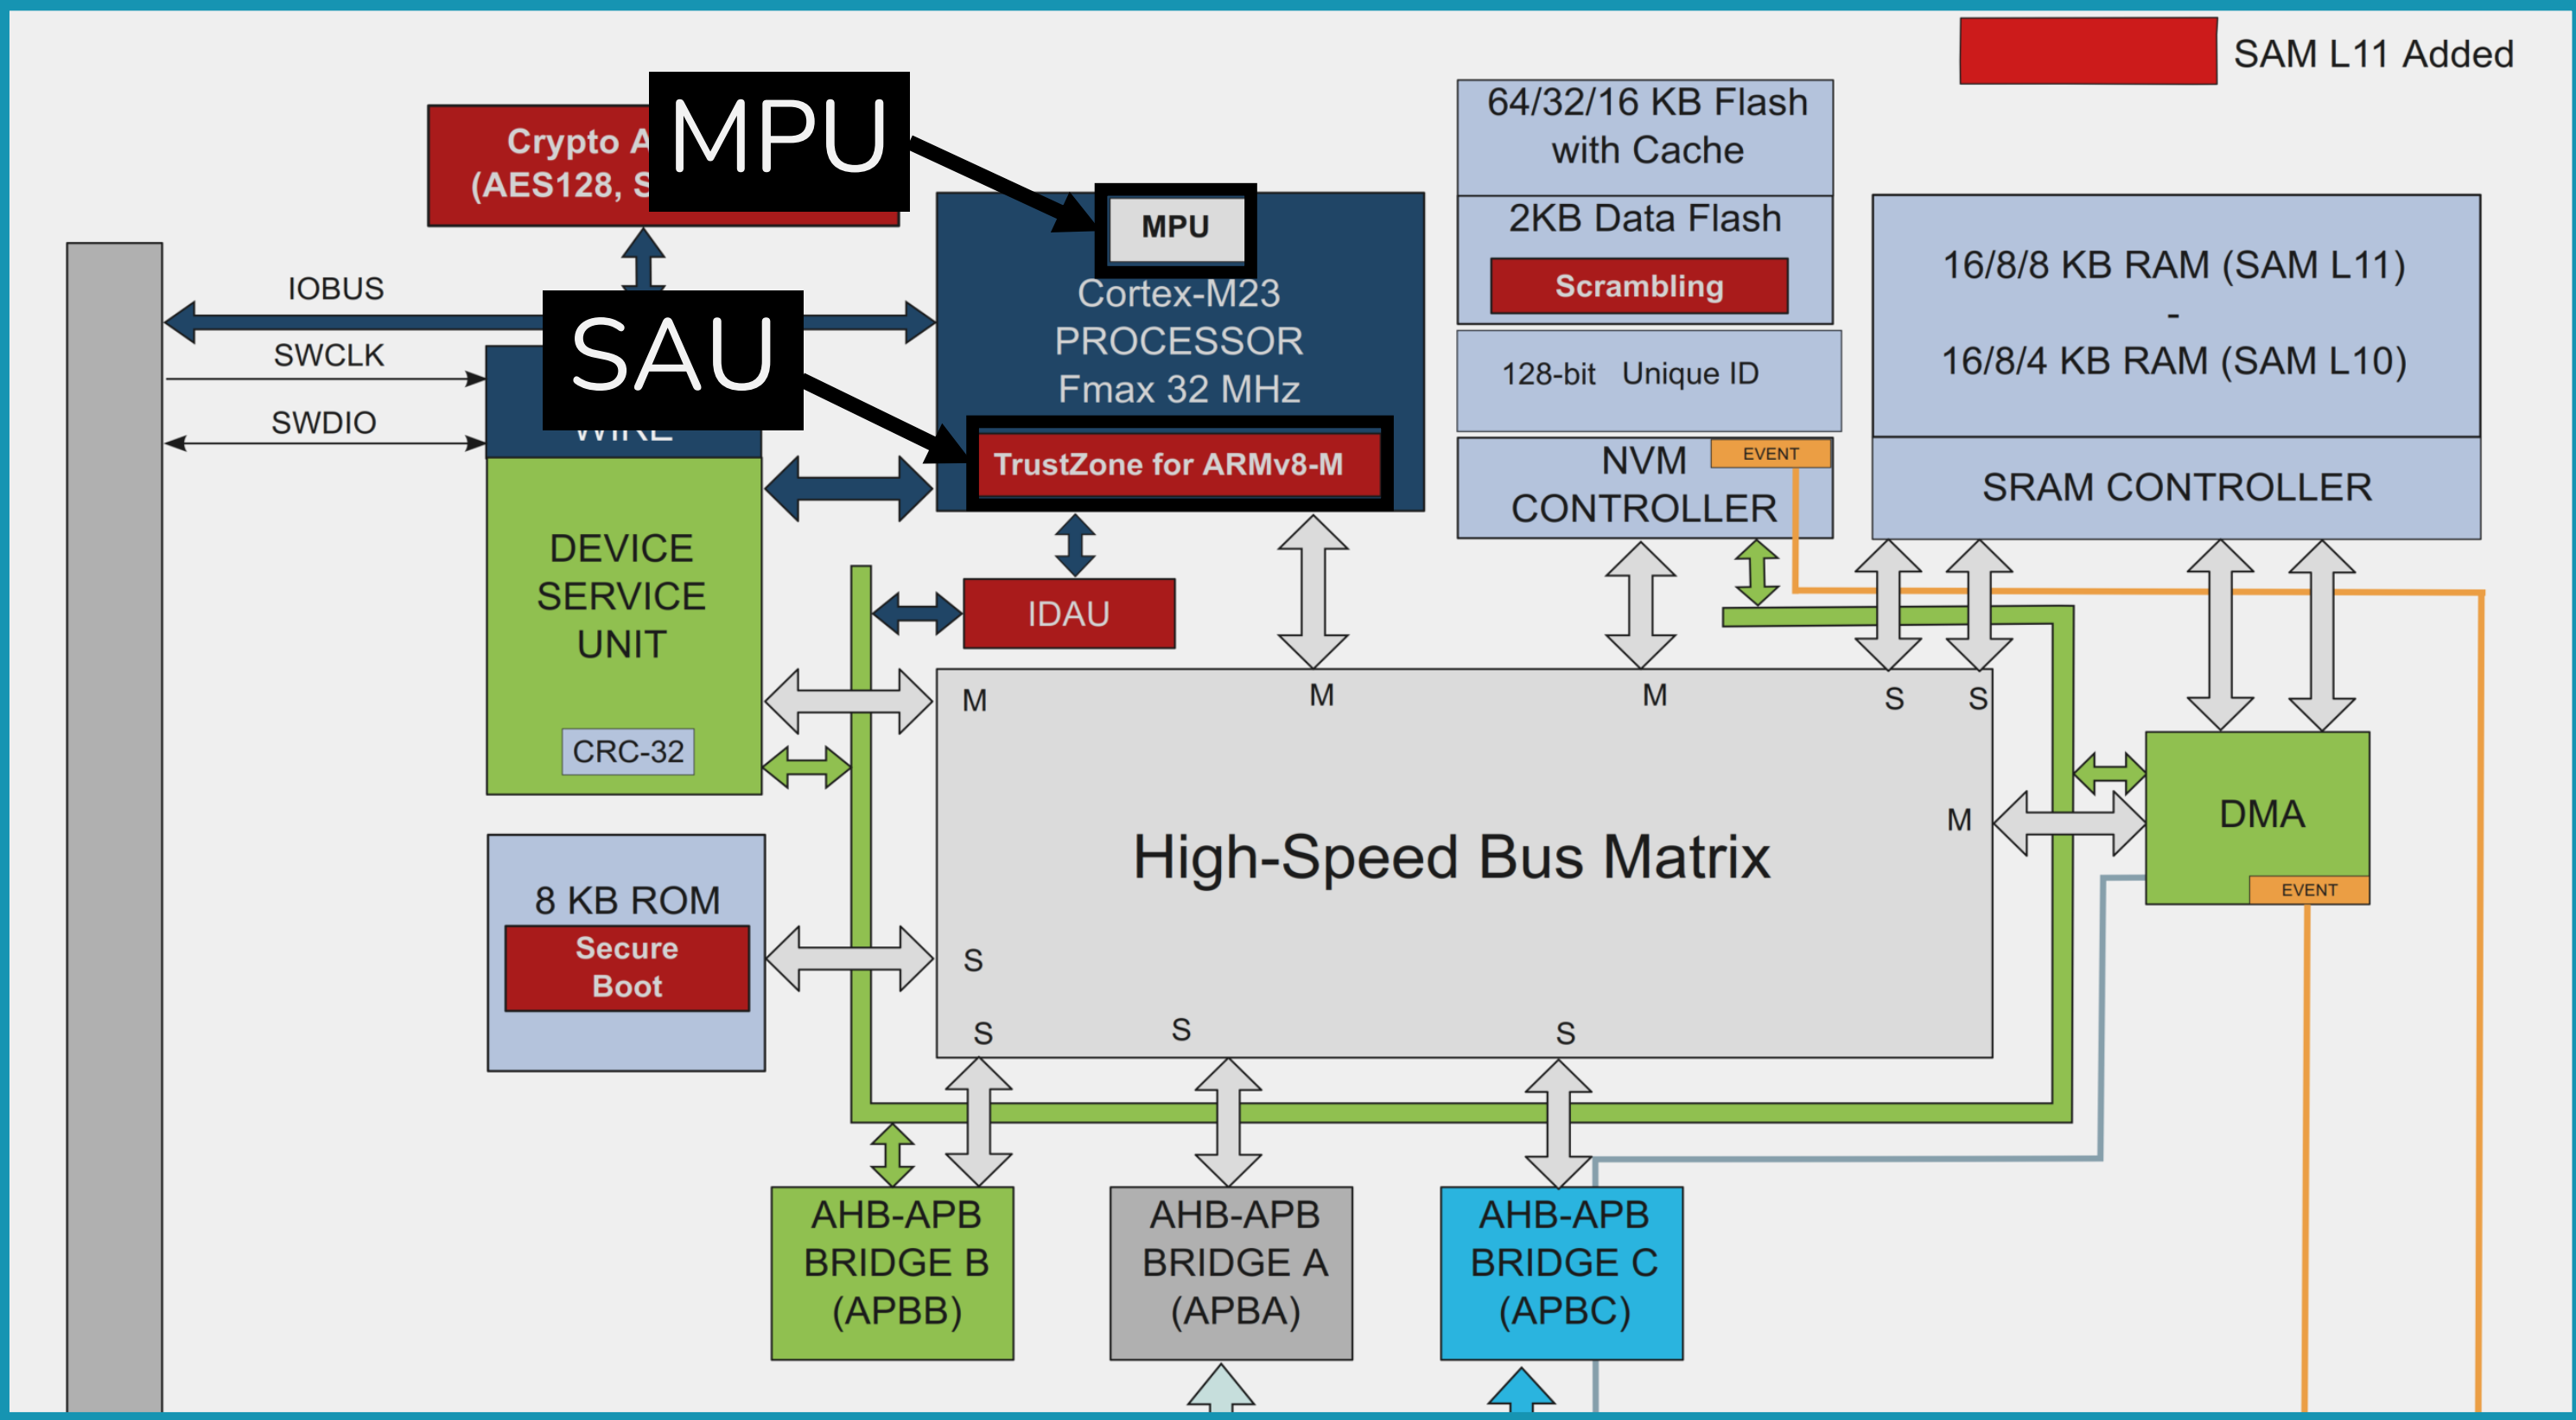 SAM L11 Added
Crypto
(AES128,
MPU
MPU
Cortex-M23
PROCESSOR
Fmax 32 MHz
TrustZone for ARMv8-M
SAU
64/32/16 KB Flash
with Cache
2KB Data Flash
Scrambling
128-bit Unique ID
NVM
CONTROLLER
EVENT
16/8/8 KB RAM (SAM L11)
-
16/8/4 KB RAM (SAM L10)
SRAM CONTROLLER
IOBUS
SWCLK
SWDIO
WIRE
DEVICE
SERVICE
UNIT
CRC-32
IDAU
M
M
M
S
S
High-Speed Bus Matrix
M
DMA
EVENT
8 KB ROM
Secure
Boot
S
S
S
S
AHB-APB
BRIDGE B
(APBB)
AHB-APB
BRIDGE A
(APBA)
AHB-APB
BRIDGE C
(APBC)